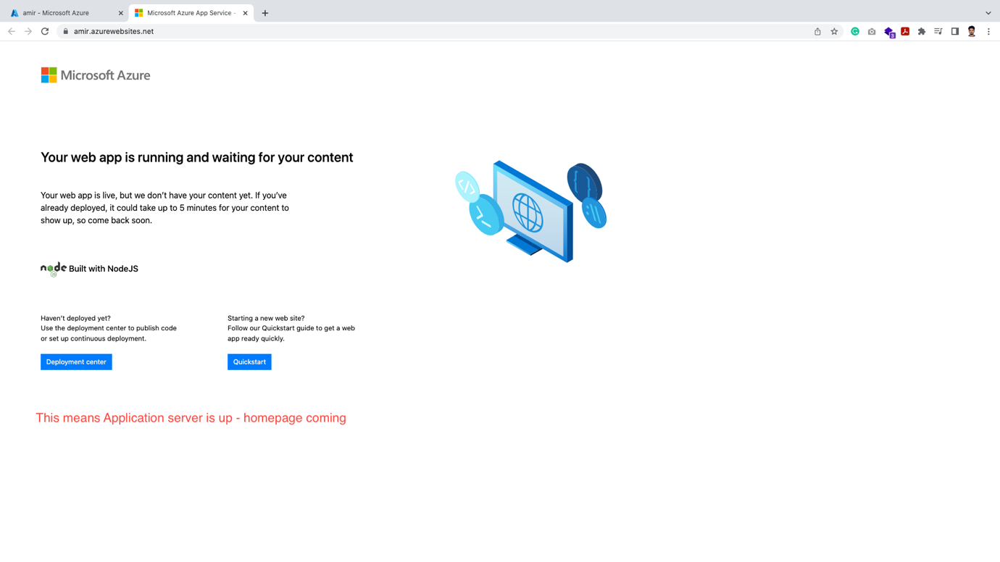 amir - Microsoft Azure
Microsoft Azure App Service -
amir.azurewebsites.net
3
Microsoft Azure
Your web app is running and waiting for your content
Your web app is live, but we don’t have your content yet. If you’ve
already deployed, it could take up to 5 minutes for your content to
show up, so come back soon.
node
JS
Built with NodeJS
Haven’t deployed yet?
Use the deployment center to publish code
or set up continuous deployment.
Deployment center
Starting a new web site?
Follow our Quickstart guide to get a web
app ready quickly.
Quickstart
This means Application server is up - homepage coming